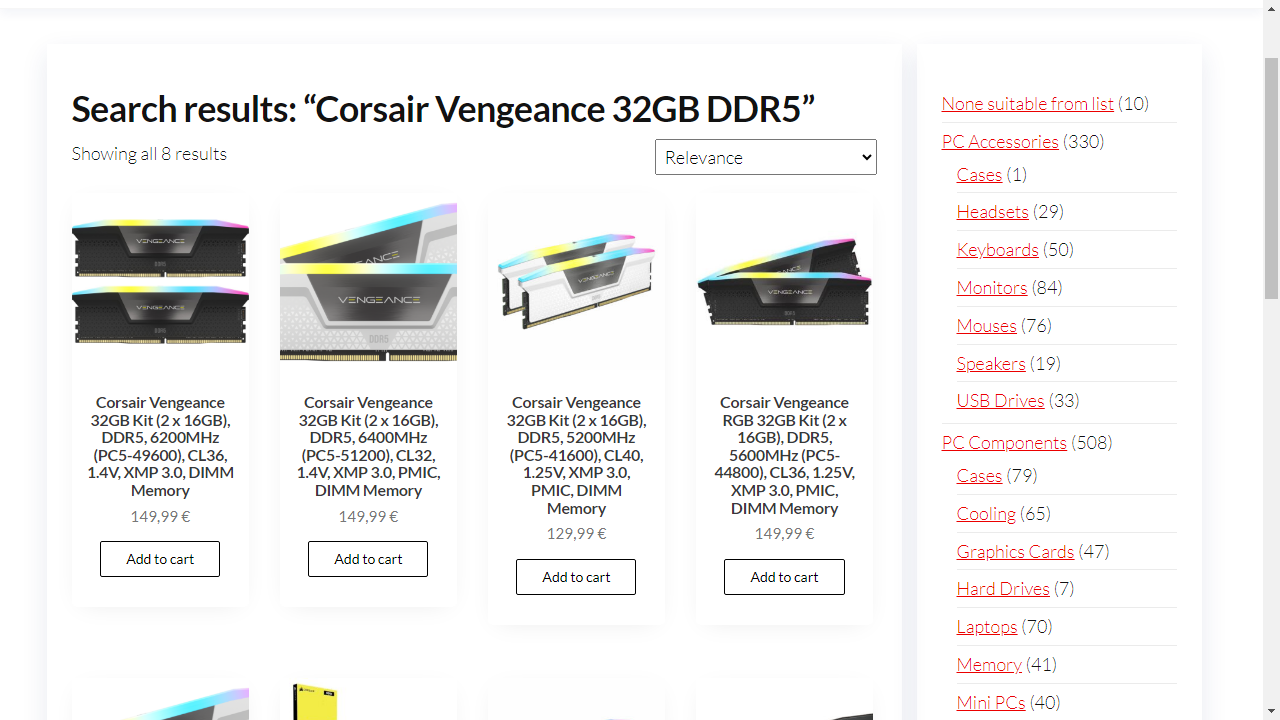 Search results: “Corsair Vengeance 32GB DDR5”
Showing all 8 results
Relevance
VENGEANCE
DDR5
VENGEANCE
DDR5
Corsair Vengeance
32GB Kit (2 x 16GB),
DDR5, 6200MHz
(PC5-49600), CL36,
1.4V, XMP 3.0, DIMM
Memory
149,99 €
Add to cart
VENGEANCE
DDR5
Corsair Vengeance
32GB Kit (2 x 16GB),
DDR5, 6400MHz
(PC5-51200), CL32,
1.4V, XMP 3.0, PMIC,
DIMM Memory
149,99 €
Add to cart
VENGEANCE
Corsair Vengeance
32GB Kit (2 x 16GB),
DDR5, 5200MHz
(PC5-41600), CL40,
1.25V, XMP 3.0,
PMIC, DIMM
Memory
129,99 €
Add to cart
VENGEANCE
DDR5
Corsair Vengeance
RGB 32GB Kit (2 x
16GB), DDR5,
5600MHz (PC5-
44800), CL36, 1.25V,
XMP 3.0, PMIC,
DIMM Memory
149,99 €
Add to cart
None suitable from list (10)
PC Accessories (330)
Cases (1)
Headsets (29)
Keyboards (50)
Monitors (84)
Mouses (76)
Speakers (19)
USB Drives (33)
PC Components (508)
Cases (79)
Cooling (65)
Graphics Cards (47)
Hard Drives (7)
Laptops (70)
Memory (41)
Mini PCs (40)